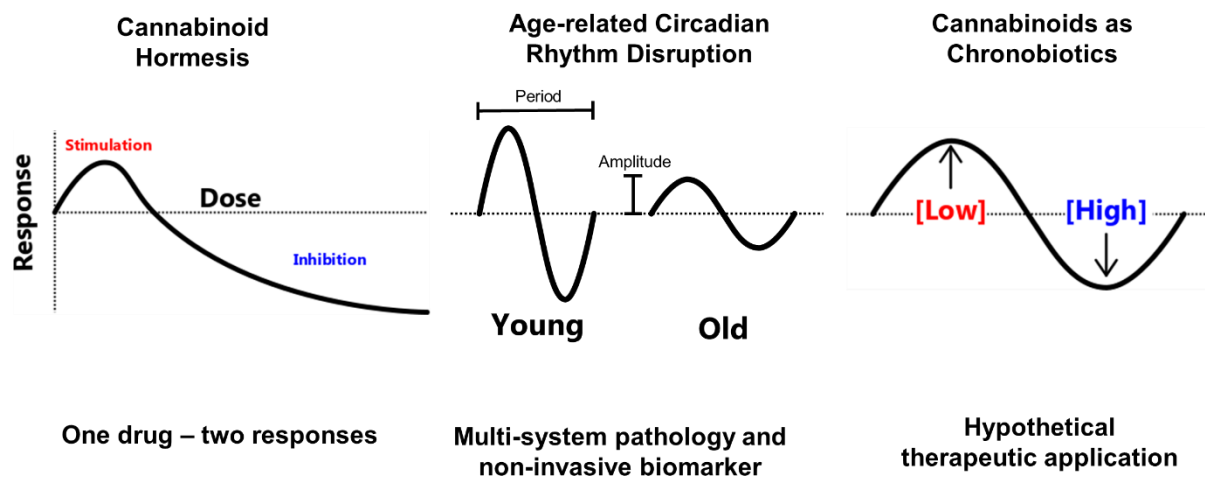 Cannabinoid
Hormesis
Stimulation
Response
Dose
Inhibition
One drug – two responses
Age-related Circadian
Rhythm Disruption
Period
Amplitude
Young
Old
Multi-system pathology and
non-invasive biomarker
Cannabinoids as
Chronobiotics
[Low]
[High]
Hypothetical
therapeutic application